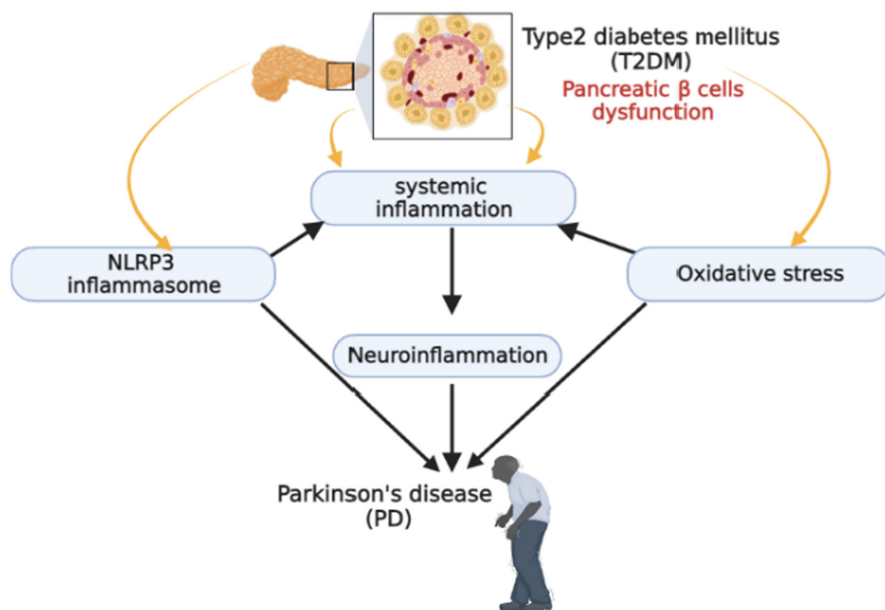 Type2 diabetes mellitus
(T2DM)
Pancreatic β cells
dysfunction
systemic
inflammation
NLRP3
inflammasome
Oxidative stress
Neuroinflammation
Parkinson's disease
(PD)